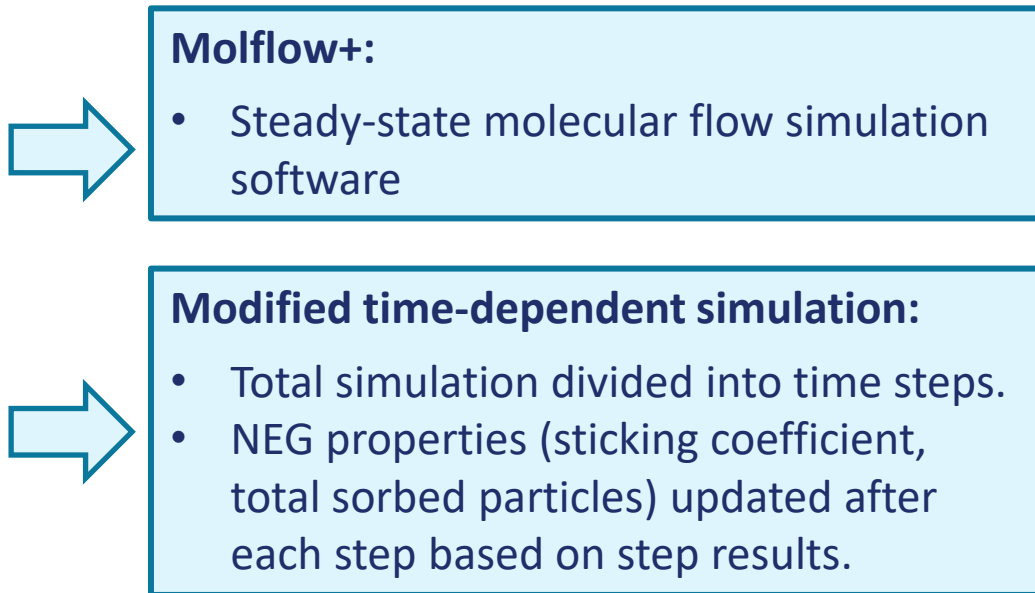 Molflow+:
• Steady-state molecular flow simulation
software
Modified time-dependent simulation:
• Total simulation divided into time steps.
• NEG properties (sticking coefficient,
total sorbed particles) updated after
each step based on step results.